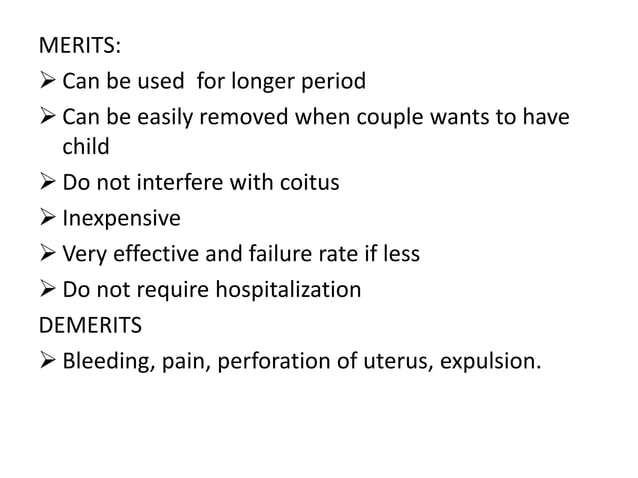 MERITS:
➢ Can be used  for longer period
➢ Can be easily removed when couple wants to have
child
➢ Do not interfere with coitus
➢ Inexpensive
➢ Very effective and failure rate if less
➢ Do not require hospitalization
DEMERITS
➢ Bleeding, pain, perforation of uterus, expulsion.